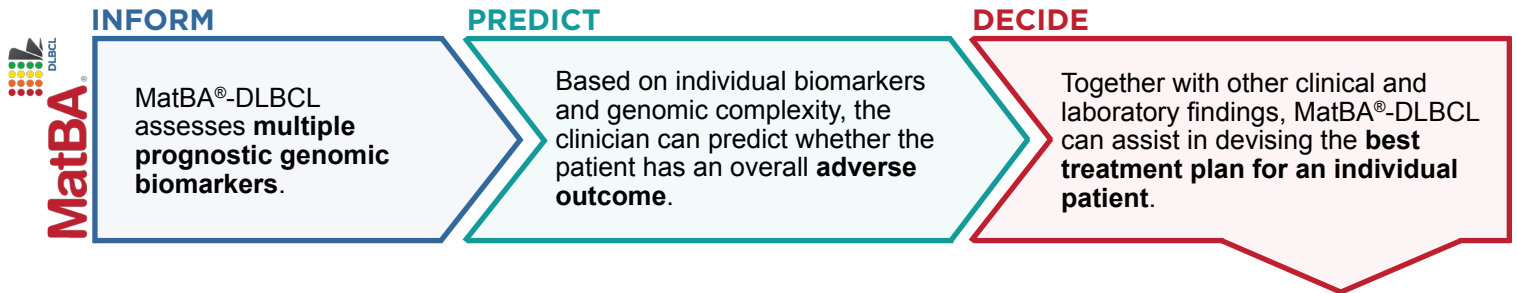 INFORM
PREDICT
DECIDE
DLBCL
MatBA®
MatBA®-DLBCL
assesses multiple
prognostic genomic
biomarkers.
Based on individual biomarkers
and genomic complexity, the
clinician can predict whether the
patient has an overall adverse
outcome.
Together with other clinical and
laboratory findings, MatBA®-DLBCL
can assist in devising the best
treatment plan for an individual
patient.